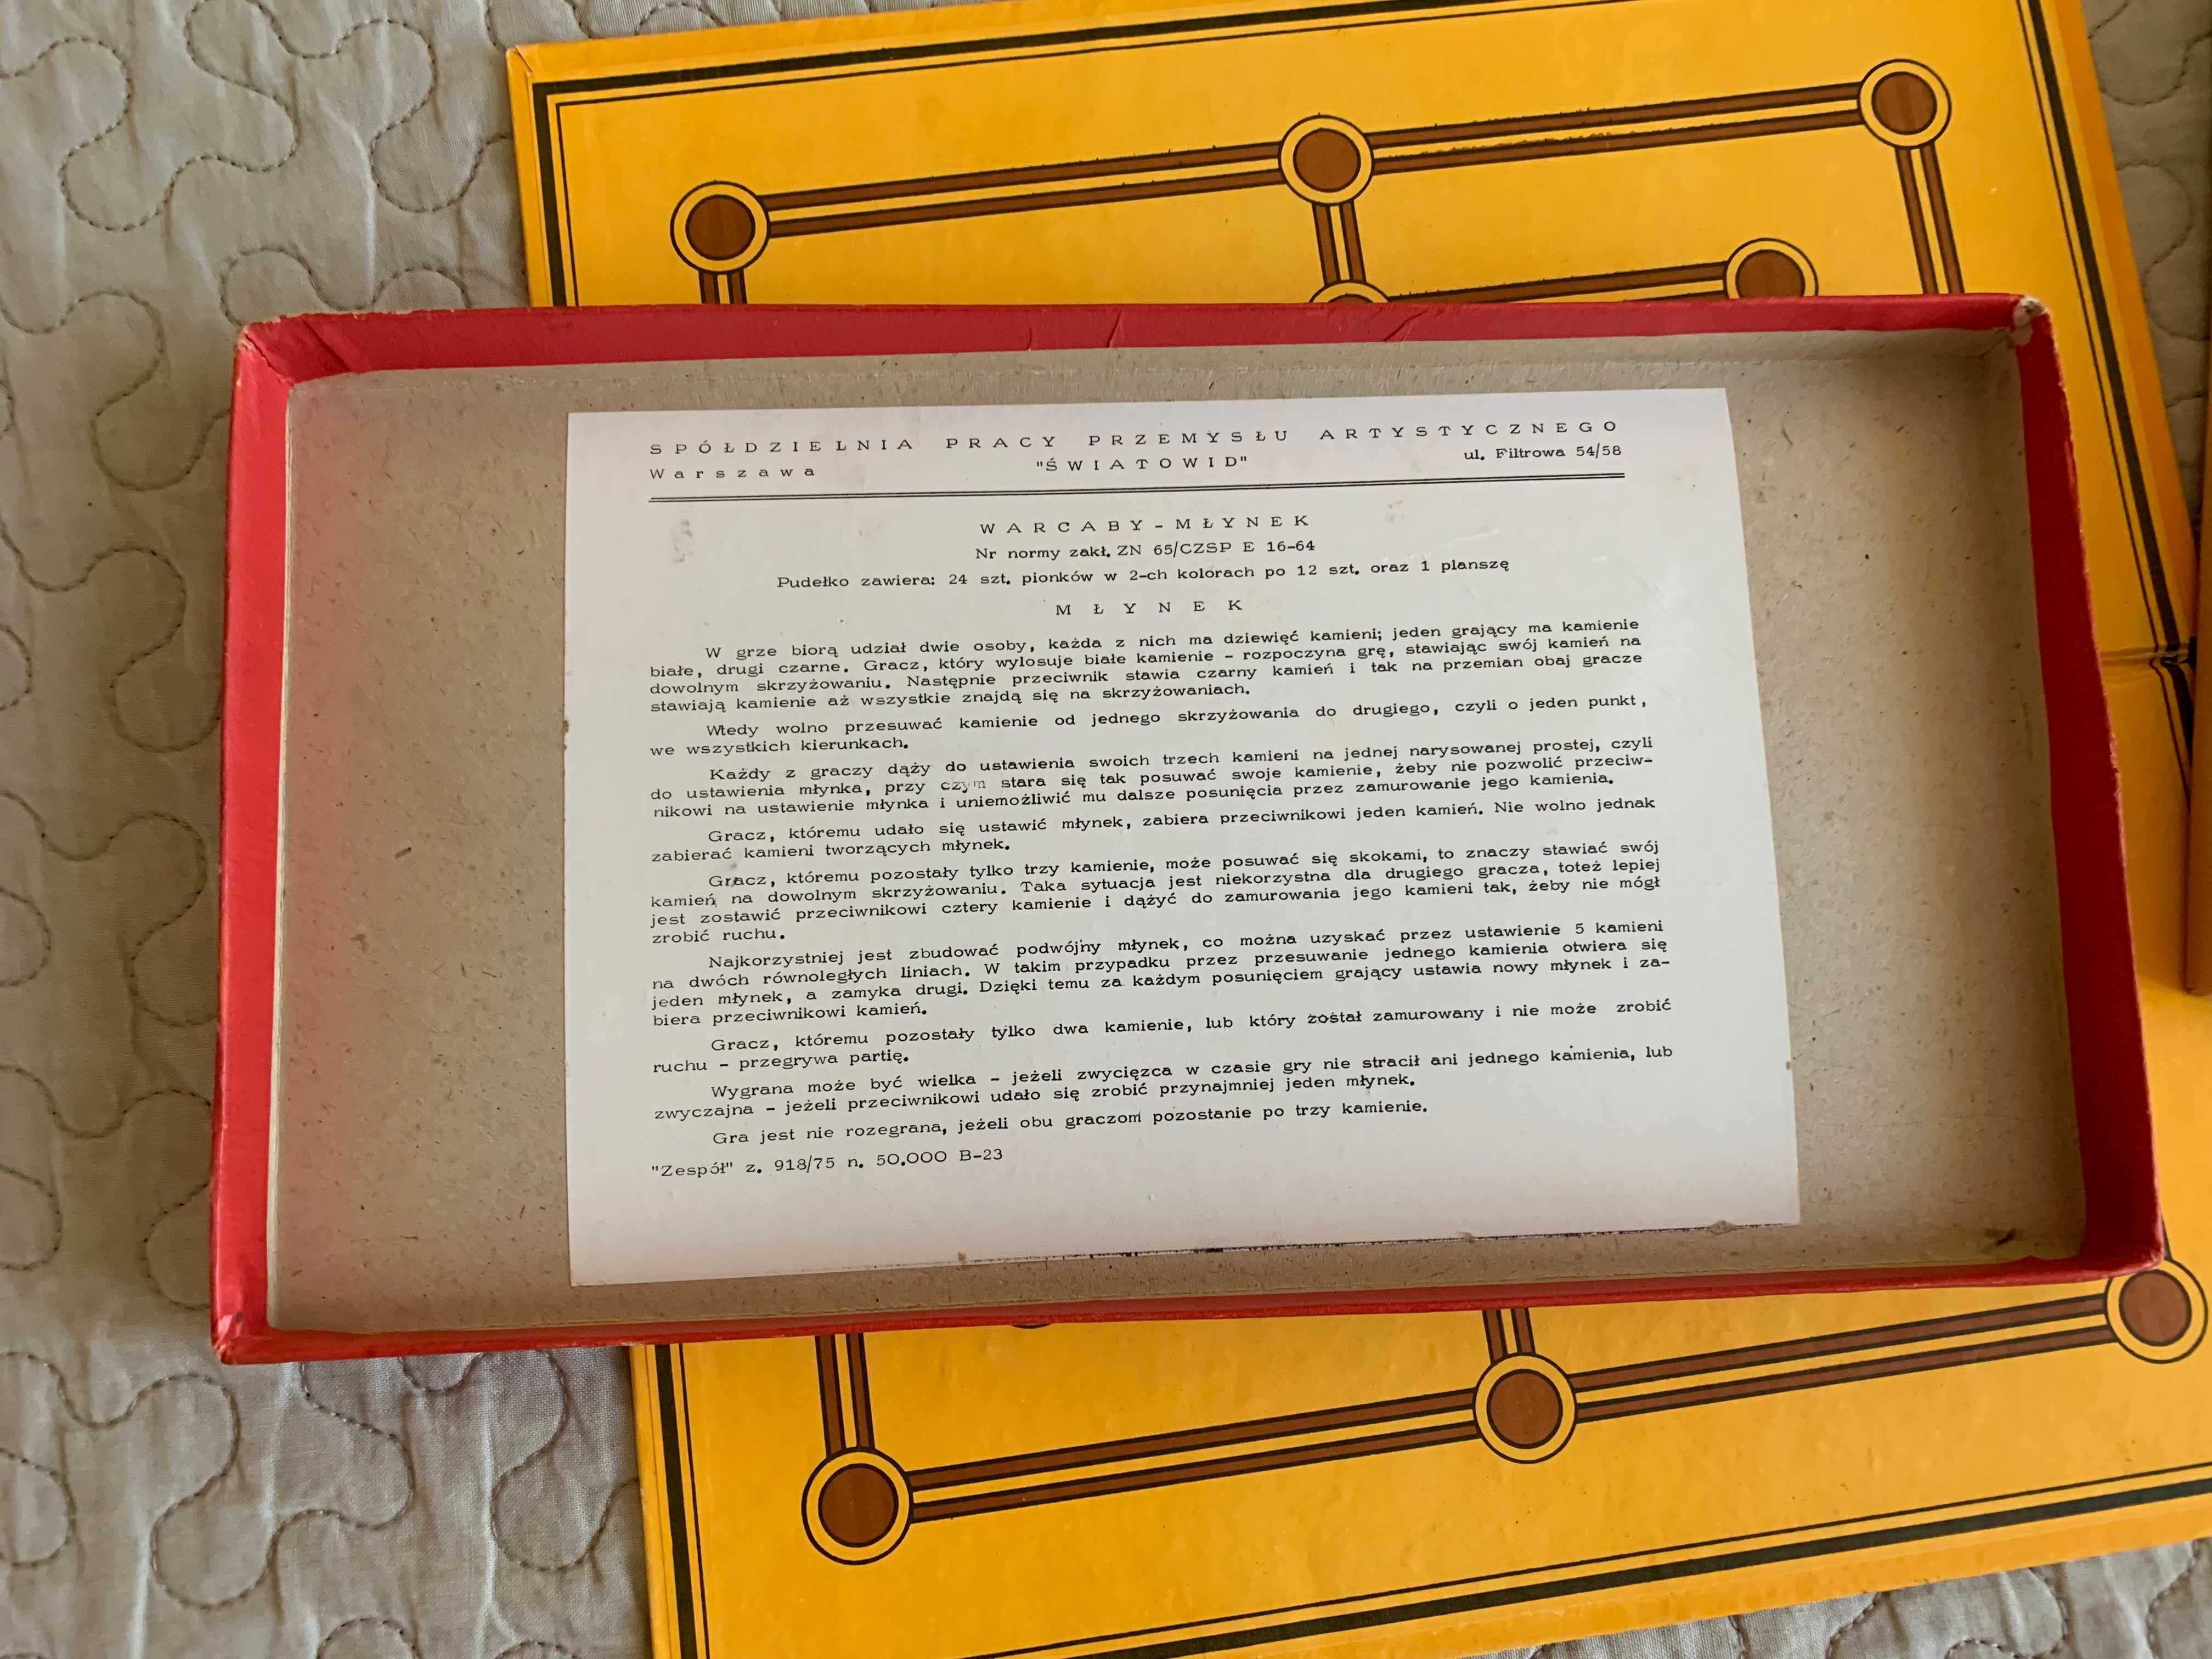 SPÓŁDZIELNIA PRACY PRZEMYSŁU ARTYSTYCZNEGO
Warszawa "ŚWIATOWID" ul. Filtrowa 54/58
WARCABY-MŁYNEK
Nr normy zakł. ZN 65/CZSP E 16-64
Pudełko zawiera: 24 szt. pionków w 2-ch kolorach po 12 szt. oraz 1 planszę
MŁYNEK
W grze biorą udział dwie osoby, każda z nich ma dziewięć kamieni; jeden grający ma kamienie
białe, drugi czarne. Gracz, który wylosuje białe kamienie - rozpoczyna grę, stawiając swój kamień na
dowolnym skrzyżowaniu. Następnie przeciwnik stawia czarny kamień i tak na przemian obaj gracze
stawiają kamienie aż wszystkie znajdą się na skrzyżowaniach.
Wtedy wolno przesuwać kamienie od jednego skrzyżowania do drugiego, czyli o jeden punkt,
we wszystkich kierunkach.
Każdy z graczy dąży do ustawienia swoich trzech kamieni na jednej narysowanej prostej, czyli
do ustawienia młynka, przy czym stara się tak posuwać swoje kamienie, żeby nie pozwolić przeciw-
nikowi na ustawienie młynka i uniemożliwić mu dalsze posunięcia przez zamurowanie jego kamienia.
Gracz, któremu udało się ustawić młynek, zabiera przeciwnikowi jeden kamień. Nie wolno jednak
zabierać kamieni tworzących młynek.
Gracz, któremu pozostały tylko trzy kamienie, może posuwać się skokami, to znaczy stawiać swój
kamień na dowolnym skrzyżowaniu. Taka sytuacja jest niekorzystna dla drugiego gracza, toteż lepiej
jest zostawić przeciwnikowi cztery kamienie i dążyć do zamurowania jego kamieni tak, żeby nie mógł
zrobić ruchu.
Najkorzystniej jest zbudować podwójny młynek, co można uzyskać przez ustawienie 5 kamieni
na dwóch równoległych liniach. W takim przypadku przez przesuwanie jednego kamienia otwiera się
jeden młynek, a zamyka drugi. Dzięki temu za każdym posunięciem grający ustawia nowy młynek i za-
biera przeciwnikowi kamień.
Gracz, któremu pozostały tylko dwa kamienie, lub który został zamurowany i nie może zrobić
ruchu - przegrywa partię.
Wygrana może być wielka - jeżeli zwycięzca w czasie gry nie stracił ani jednego kamienia, lub
zwyczajna - jeżeli przeciwnikowi udało się zrobić przynajmniej jeden młynek.
Gra jest nie rozegrana, jeżeli obu graczom pozostanie po trzy kamienie.
"Zespół" z. 918/75 n. 50.000 B-23